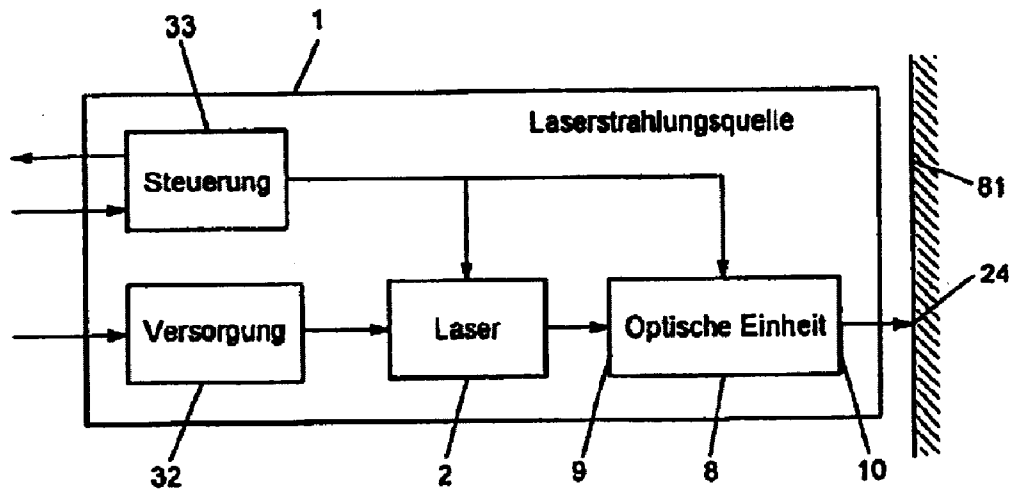 33
1
Laserstrahlungsquelle
Steuerung
81
24
Versorgung
Laser
Optische Einheit
32
2
9
8
10